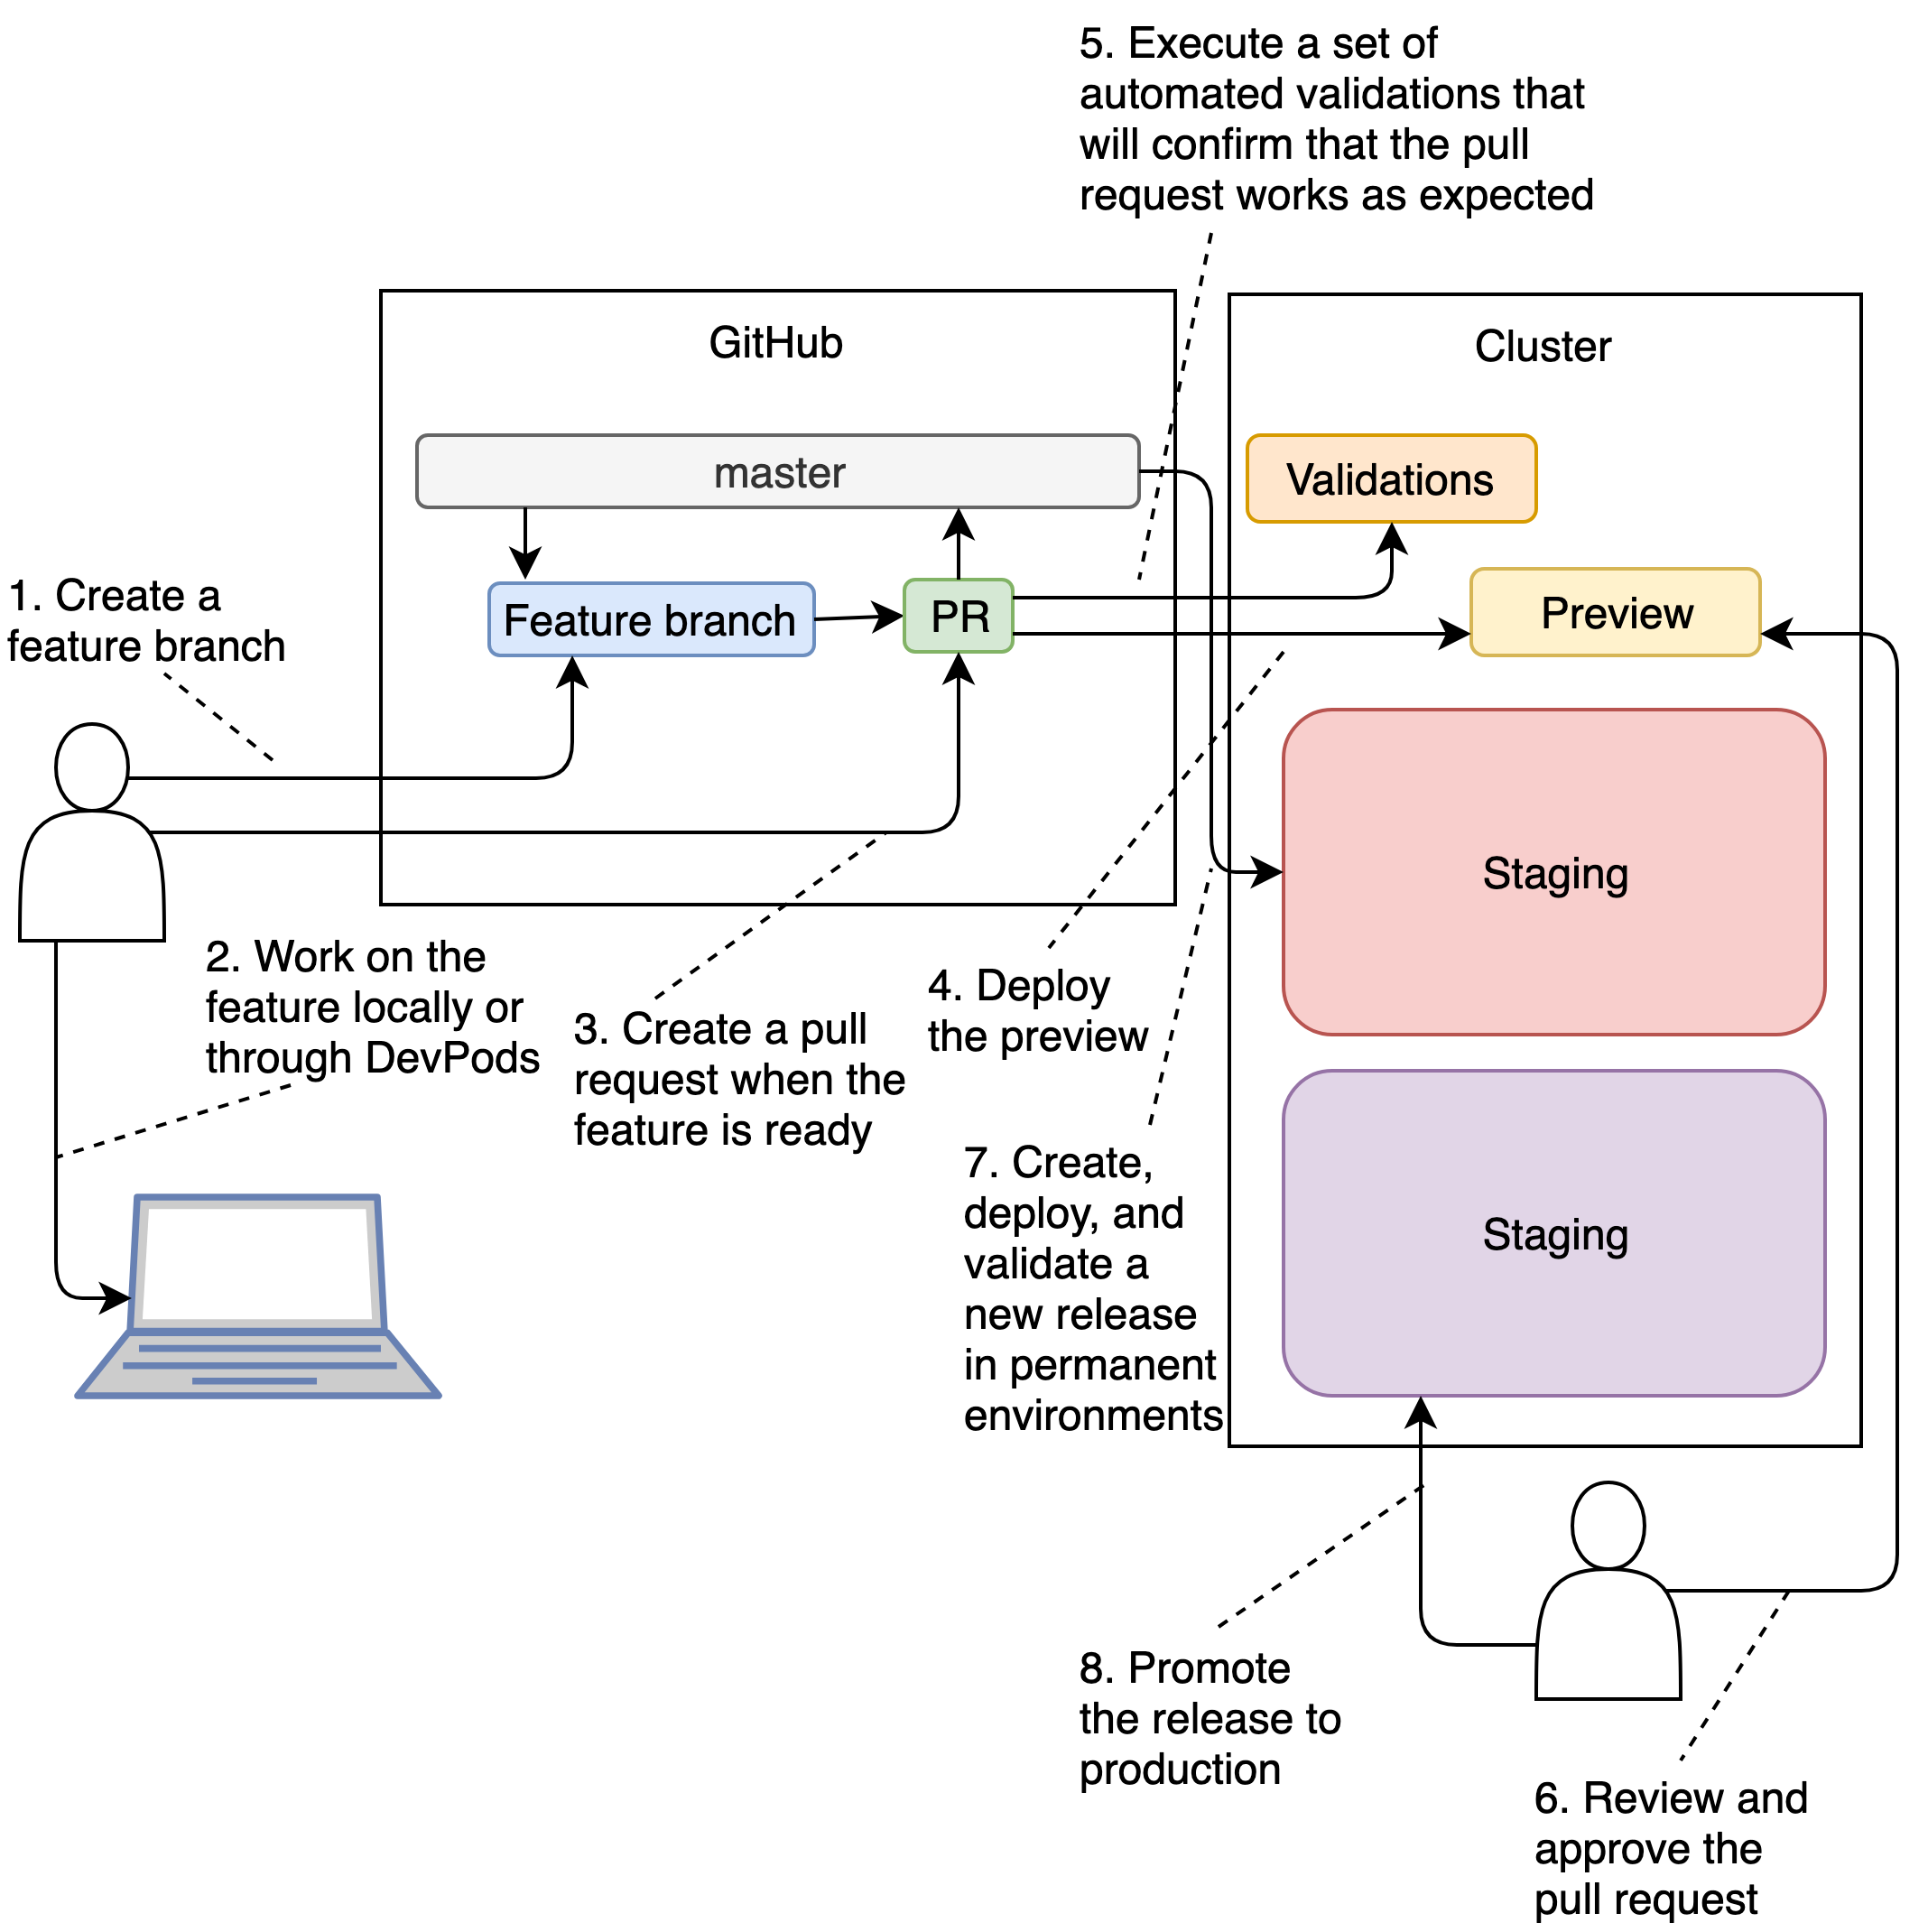 5. Execute a set of
automated validations that
will confirm that the pull
request works as expected
GitHub
Cluster
master
Validations
Feature branch
PR
Preview
1. Create a
feature branch
Staging
2. Work on the
feature locally or
through DevPods
3. Create a pull
request when the
feature is ready
4. Deploy
the preview
7. Create,
deploy, and
validate a
new release
in permanent
environments
Staging
8. Promote
the release to
production
6. Review and
approve the
pull request